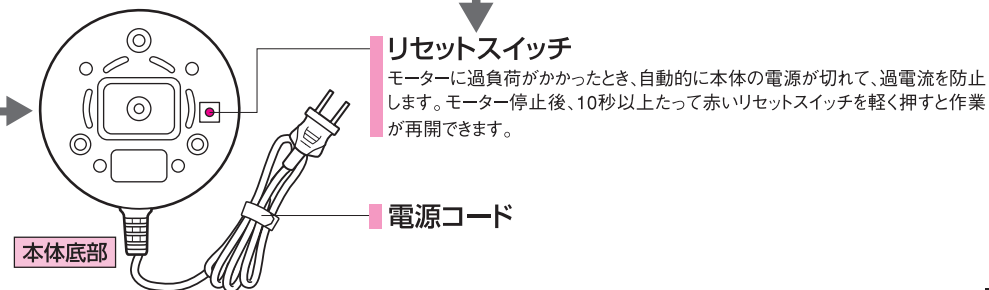 リセットスイッチ
モーターに過負荷がかかったとき、自動的に本体の電源が切れて、過電流を防止
します。モーター停止後、10秒以上たって赤いリセットスイッチを軽く押すと作業
が再開できます。
電源コード
本体底部